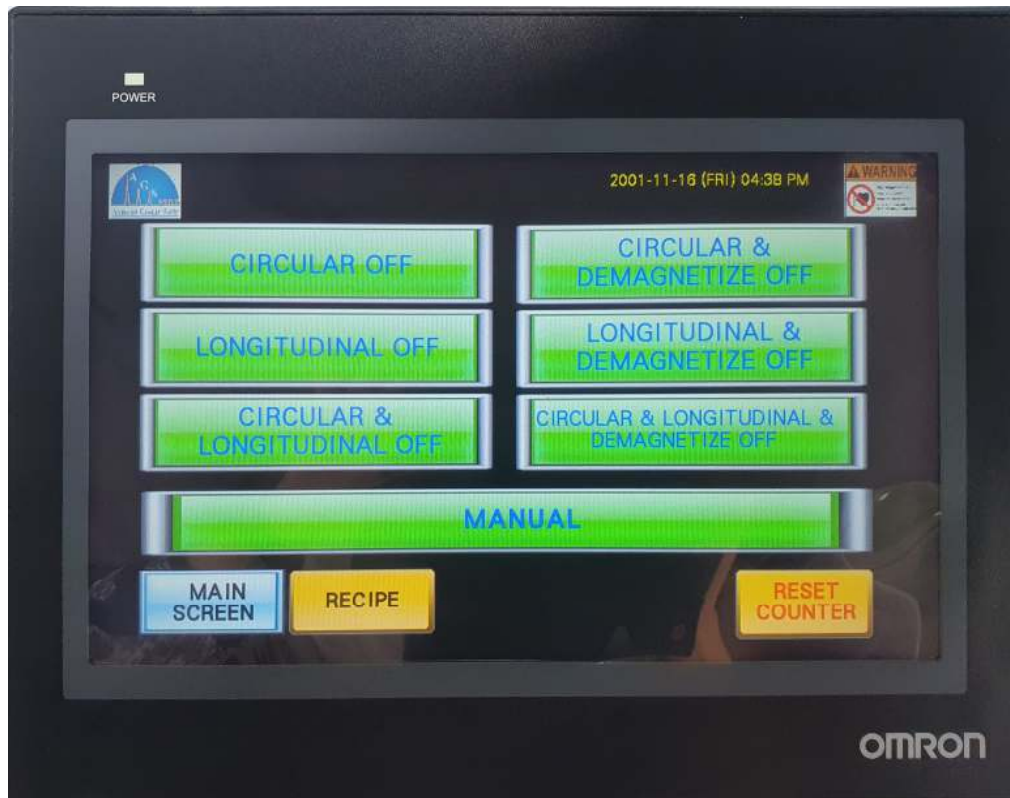 POWER
2001-11-16 (FRI) 04:38 PM
WARNING
CIRCULAR OFF
CIRCULAR &
DEMAGNETIZE OFF
LONGITUDINAL OFF
LONGITUDINAL &
DEMAGNETIZE OFF
CIRCULAR &
LONGITUDINAL OFF
CIRCULAR & LONGITUDINAL &
DEMAGNETIZE OFF
MANUAL
MAIN
SCREEN
RECIPE
RESET
COUNTER
OMRON